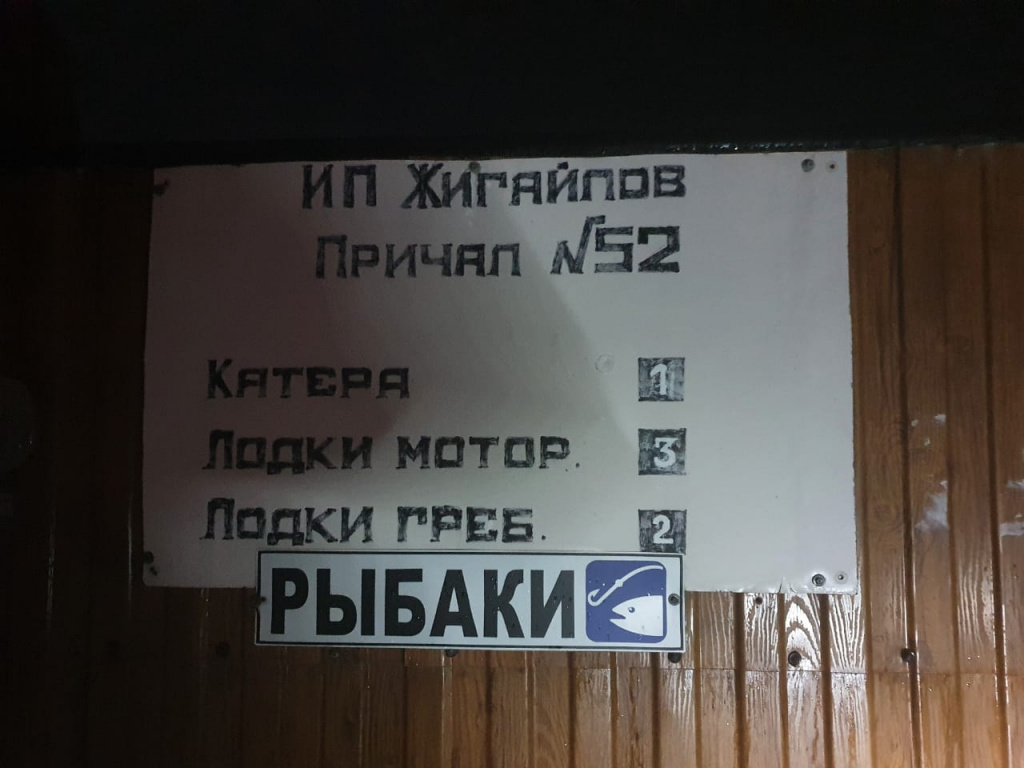 ИП Жигайлов
Причал №52
Катера 1
Лодки мотор. 3
Лодки греб. 2
РЫБАКИ